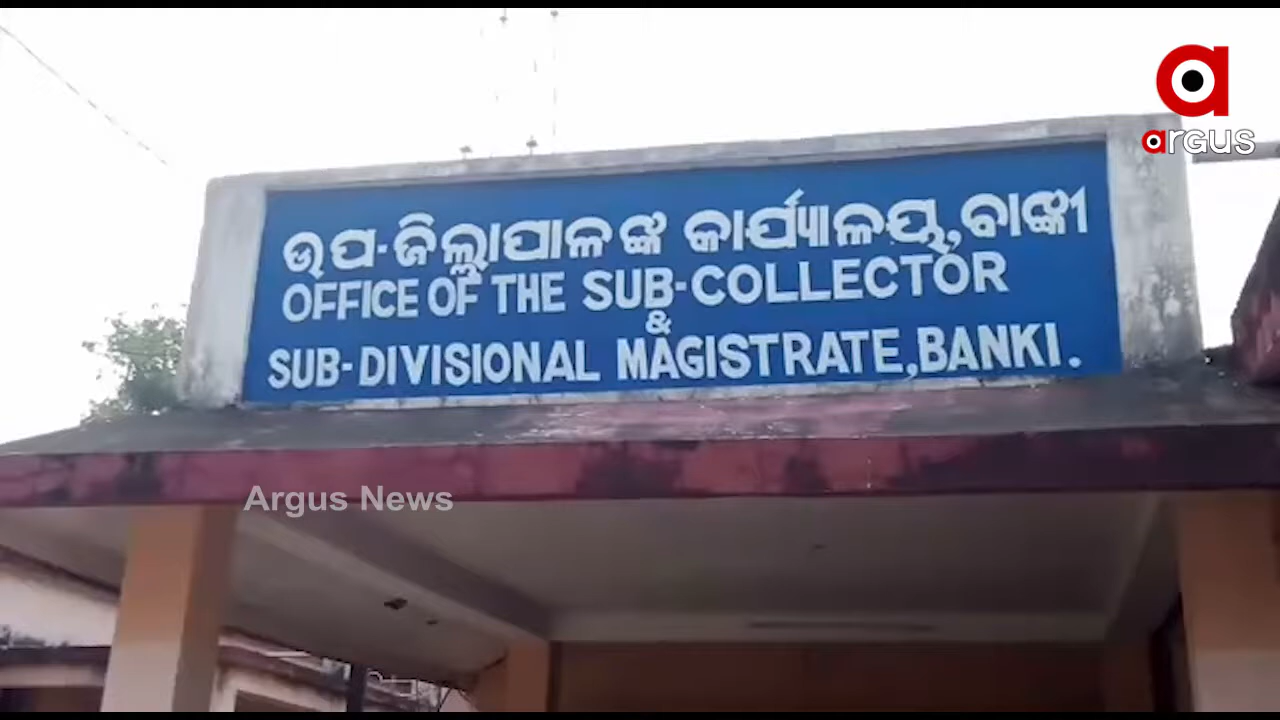 ଉପ-ଜିଲ୍ଲାପାଳଙ୍କ କାର୍ଯ୍ୟାଳୟ, ବାଙ୍କୀ
OFFICE OF THE SUB-COLLECTOR
&
SUB-DIVISIONAL MAGISTRATE, BANKI.
argus
Argus News